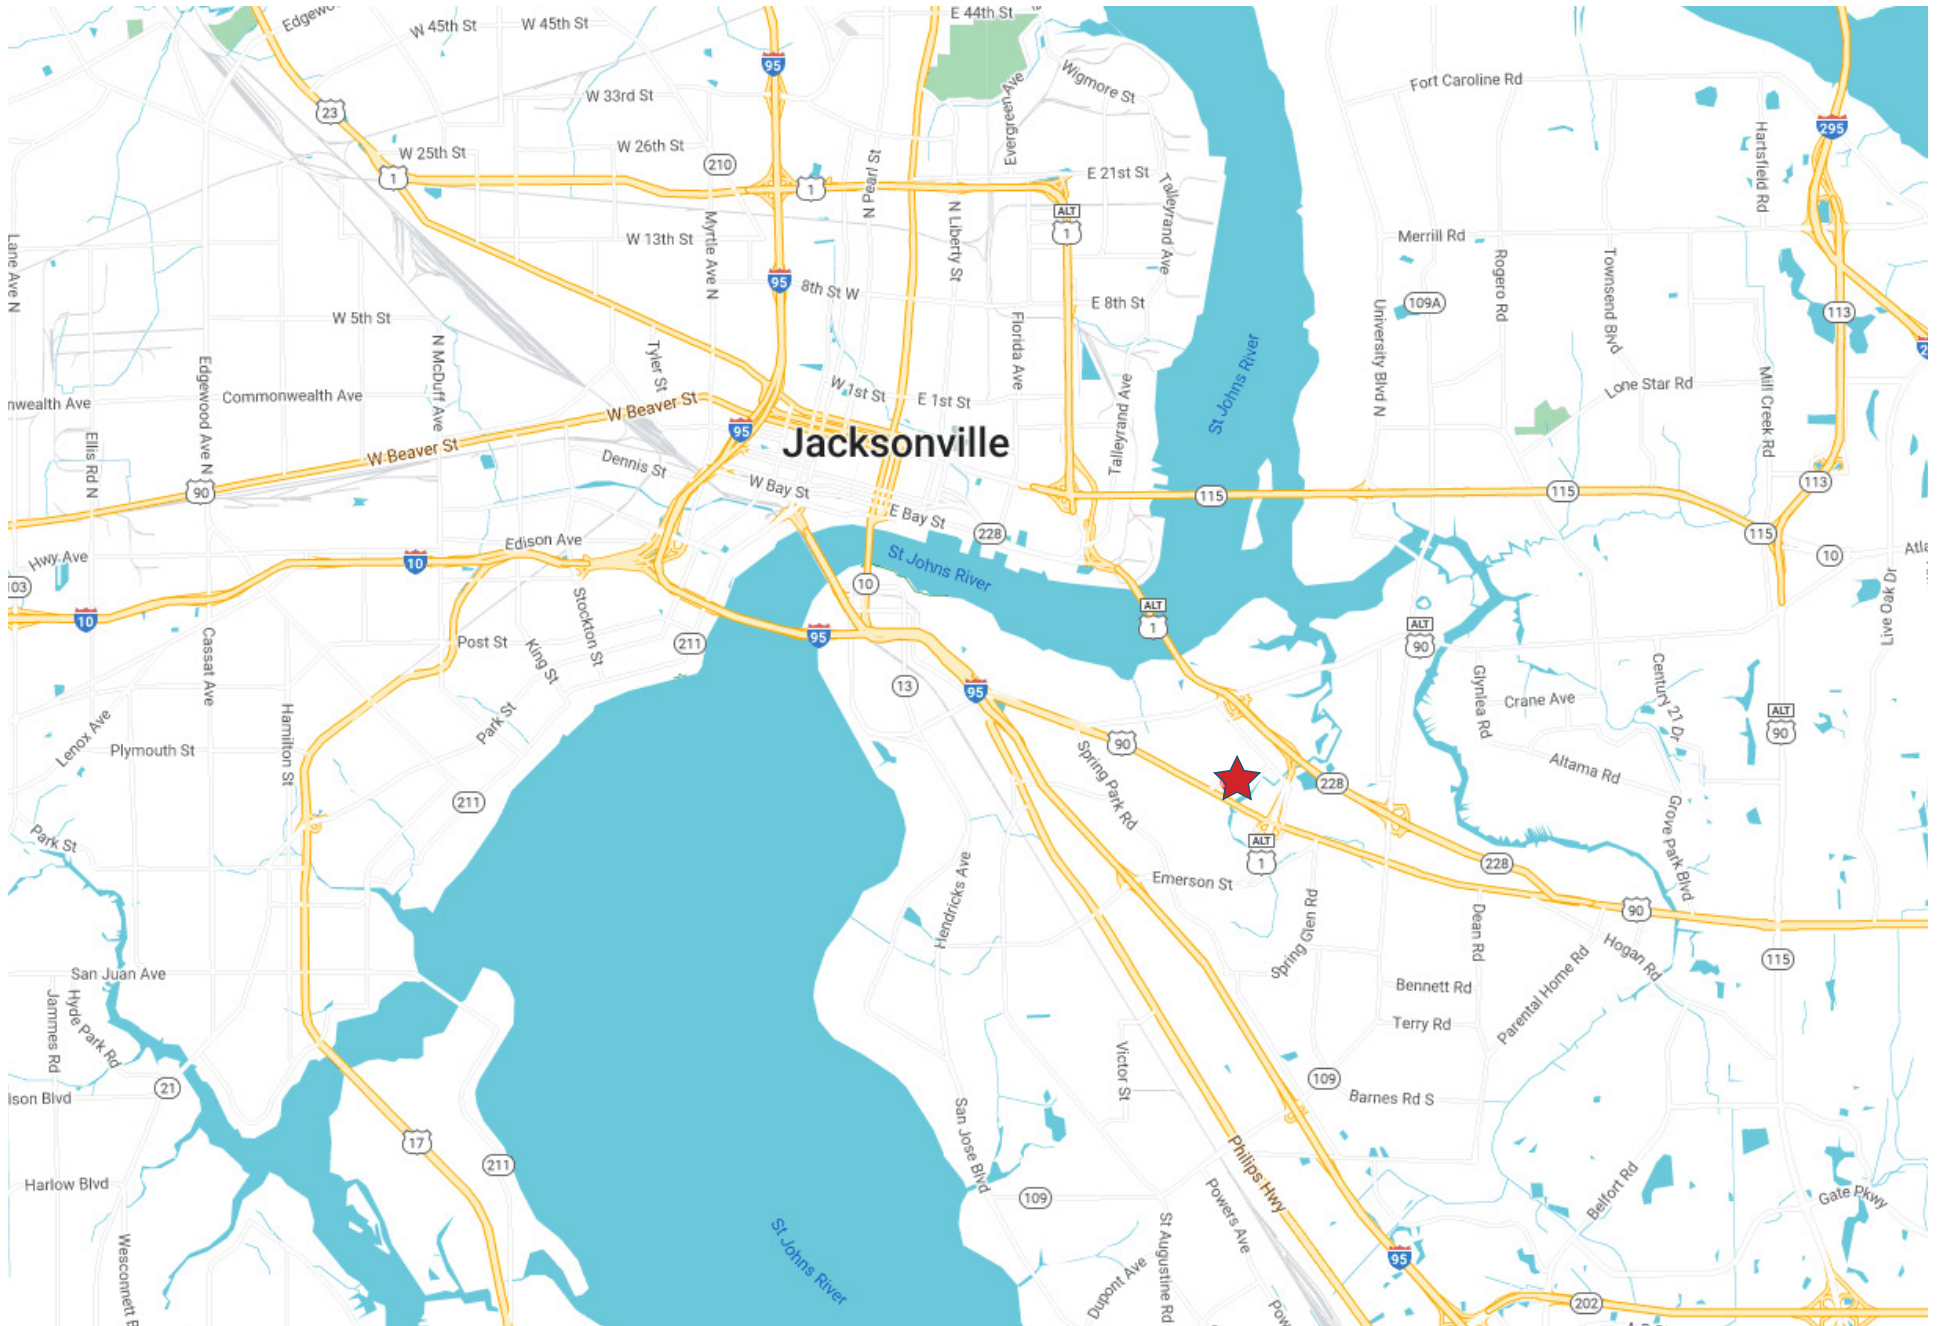 Edgewo
W 45th St
W 45th St
E 44th St
95
Wigmore St
Fort Caroline Rd
23
W 33rd St
Evergreen Ave
295
Hartsfield Rd
W 25th St
W 26th St
210
1
1
N Pearl St
E 21st St
Talleyrand Ave
ALT
1
Lane Ave N
W 13th St
Myrtle Ave N
N Liberty St
Merrill Rd
Rogero Rd
Townsend Blvd
95
8th St W
E 8th St
University Blvd N
109A
113
W 5th St
N McDuff Ave
Tyler St
Florida Ave
St Johns River
2
Edgewood Ave N
Commonwealth Ave
nwealth Ave
W 1st St
E 1st St
Talleyrand Ave
Lone Star Rd
Mill Creek Rd
W Beaver St
95
Jacksonville
W Beaver St
Ellis Rd N
90
Dennis St
W Bay St
E Bay St
228
115
115
113
115
10
Atla
Hwy Ave
Edison Ave
10
St Johns River
10
103
10
Stockton St
ALT
1
ALT
90
Live Oak Dr
Cassat Ave
Post St
King St
211
95
13
95
Glynlea Rd
Century 21 Dr
Crane Ave
Lenox Ave
Hamilton St
Park St
Plymouth St
90
Spring Park Rd
ALT
90
Altama Rd
228
211
Park St
Grove Park Blvd
ALT
1
Hendricks Ave
Emerson St
228
90
Spring Glen Rd
Dean Rd
Hogan Rd
115
San Juan Ave
Jammes Rd
Hyde Park Rd
Bennett Rd
Parental Home Rd
Terry Rd
Victor St
21
109
ison Blvd
Barnes Rd S
San Jose Blvd
17
Philips Hwy
211
Harlow Blvd
109
Powers Ave
Belfort Rd
Gate Pkwy
Wesconnett B
St Johns River
St Augustine Rd
Dupont Ave
95
Pow
202